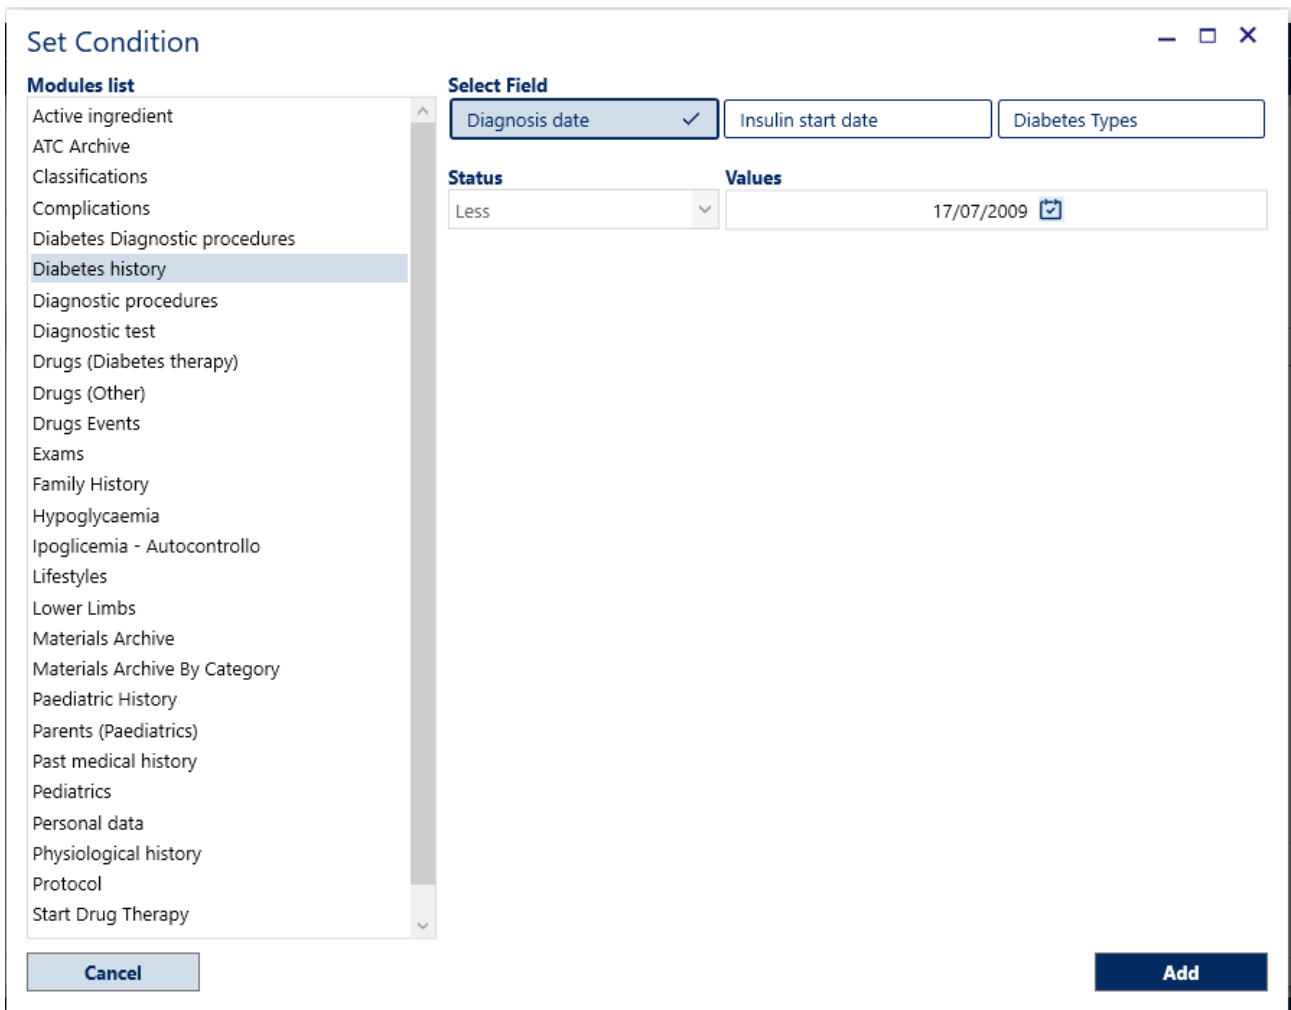 Set Condition
Modules list
Active ingredient
ATC Archive
Classifications
Complications
Diabetes Diagnostic procedures
Diabetes history
Diagnostic procedures
Diagnostic test
Drugs (Diabetes therapy)
Drugs (Other)
Drugs Events
Exams
Family History
Hypoglycaemia
Ipoglicemia - Autocontrollo
Lifestyles
Lower Limbs
Materials Archive
Materials Archive By Category
Paediatric History
Parents (Paediatrics)
Past medical history
Pediatrics
Personal data
Physiological history
Protocol
Start Drug Therapy
Select Field
Diagnosis date Insulin start date Diabetes Types
Status Values
Less 17/07/2009
Cancel Add